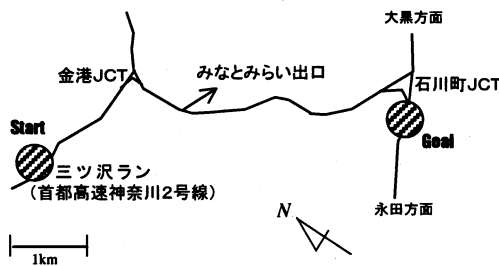 大黒方面
金港JCT
みなとみらい出口
石川町JCT
Start
Goal
三ツ沢ラン
(首都高速神奈川2号線)
永田方面
N
1km